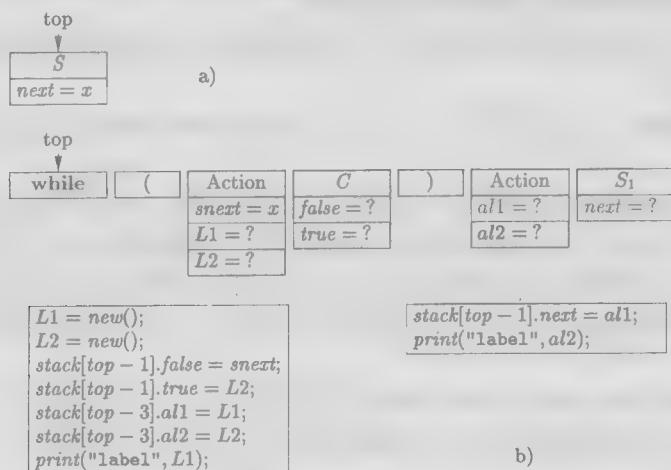 top
S
next = x
a)
top
while ( Action C ) Action S₁
snext = x false = ? al1 = ? next = ?
L1 = ? true = ? al2 = ?
L2 = ?
L1 = new();
L2 = new();
stack[top − 1].false = snext;
stack[top − 1].true = L2;
stack[top − 3].al1 = L1;
stack[top − 3].al2 = L2;
print("label", L1);
stack[top − 1].next = al1;
print("label", al2);
b)